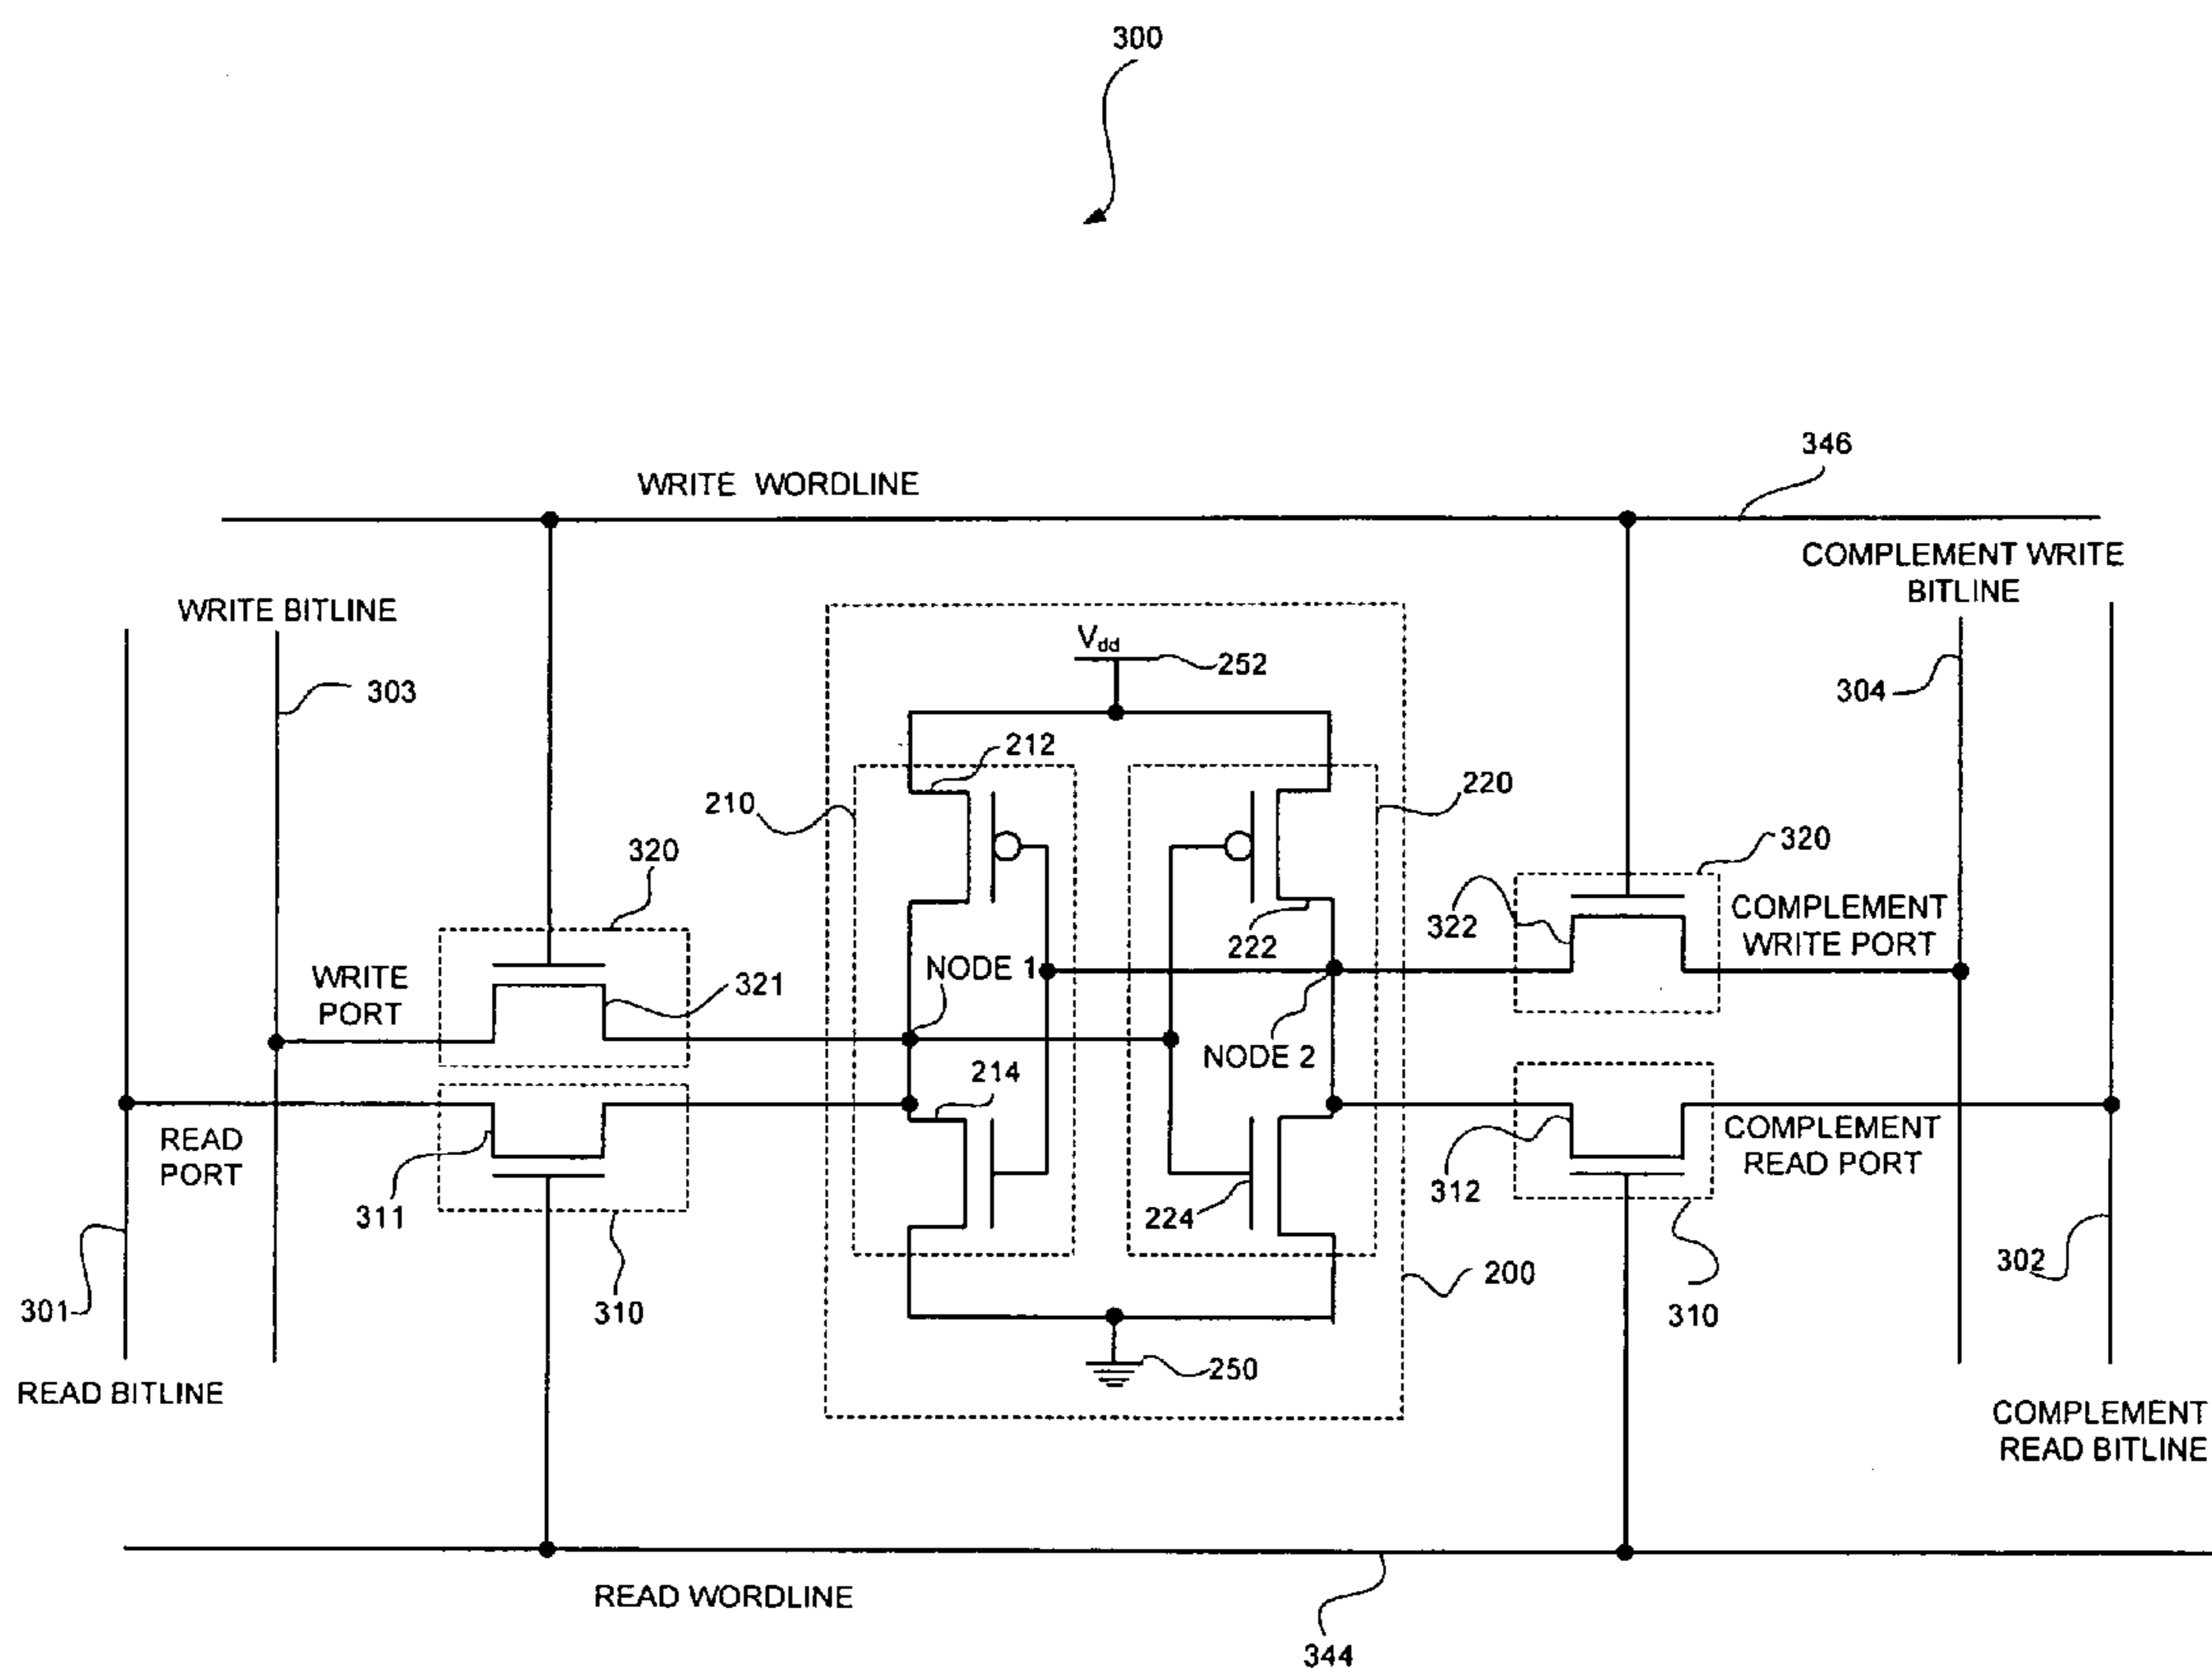 300
346
WRITE WORDLINE
COMPLEMENT WRITE
BITLINE
WRITE BITLINE
Vdd
252
303
304
212
210
220
320
320
322
COMPLEMENT
WRITE PORT
222
WRITE
PORT
321
NODE 1
NODE 2
214
READ
PORT
COMPLEMENT
READ PORT
311
312
224
301
310
200
302
310
250
READ BITLINE
COMPLEMENT
READ BITLINE
READ WORDLINE
344